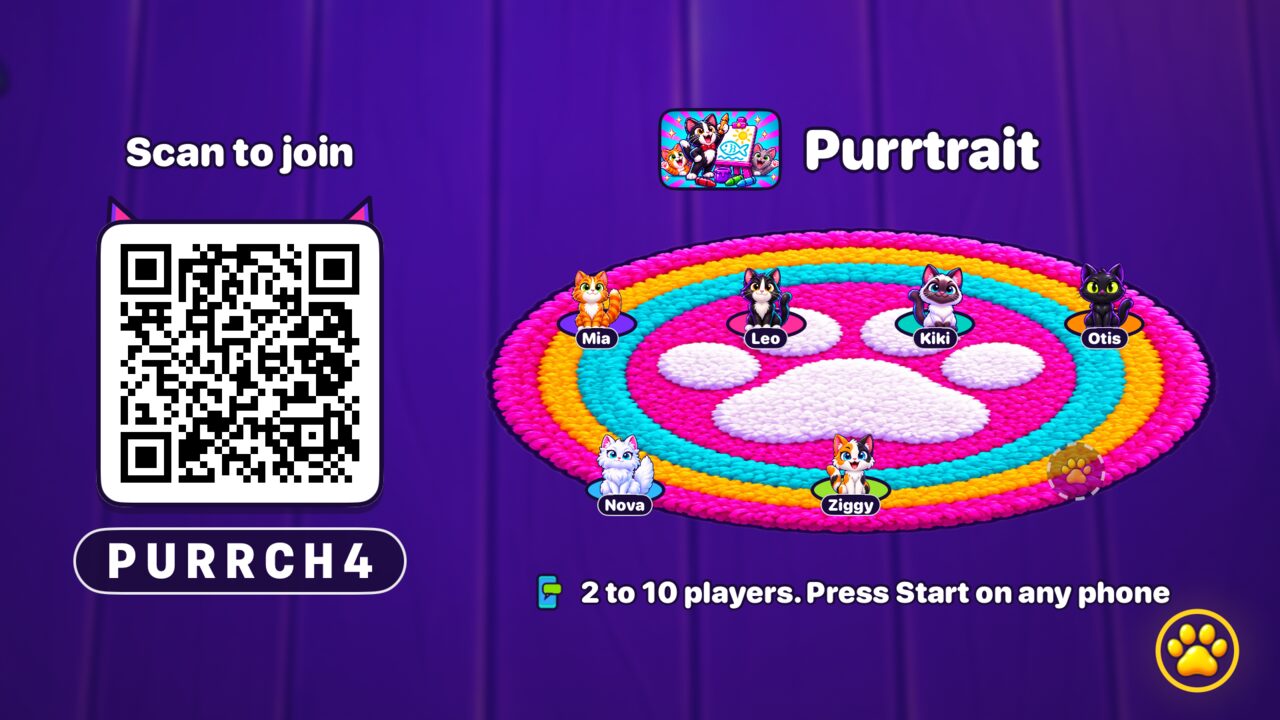 Scan to join
PURRCH4
Purrtrait
Mia
Leo
Kiki
Otis
Nova
Ziggy
2 to 10 players. Press Start on any phone